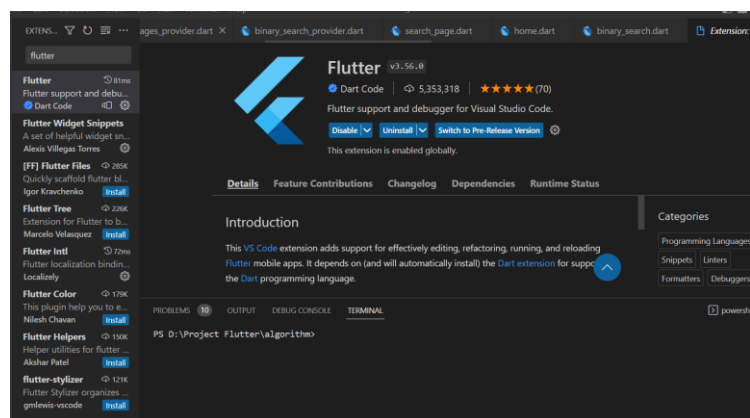 EXTENS...
ages_provider.dart
binary_search_provider.dart
search_page.dart
home.dart
binary_search.dart
Extension:
flutter
Flutter
81ms
Flutter support and debu...
Dart Code
Flutter Widget Snippets
A set of helpful widget sn...
Alexis Villegas Torres
[FF] Flutter Files
285K
Quickly scaffold flutter bl...
Igor Kravchenko
Install
Flutter Tree
226K
Extension for Flutter to b...
Marcelo Velasquez
Install
Flutter Intl
72ms
Flutter localization bindin...
Localizely
Flutter Color
179K
This plugin help you to e...
Nilesh Chavan
Install
Flutter Helpers
150K
Helper utilities for flutter ...
Akshar Patel
Install
flutter-stylizer
121K
Flutter Stylizer organizes ...
gmlewis-vscode
Install
Flutter v3.56.0
Dart Code
5,353,318
(70)
Flutter support and debugger for Visual Studio Code.
Disable
Uninstall
Switch to Pre-Release Version
This extension is enabled globally.
Details
Feature Contributions
Changelog
Dependencies
Runtime Status
Introduction
This VS Code extension adds support for effectively editing, refactoring, running, and reloading
Flutter mobile apps. It depends on (and will automatically install) the Dart extension for suppo
the Dart programming language.
Categories
Programming Languages
Snippets
Linters
Formatters
Debuggers
PROBLEMS 10
OUTPUT
DEBUG CONSOLE
TERMINAL
powersh
PS D:\Project Flutter\algorithm>